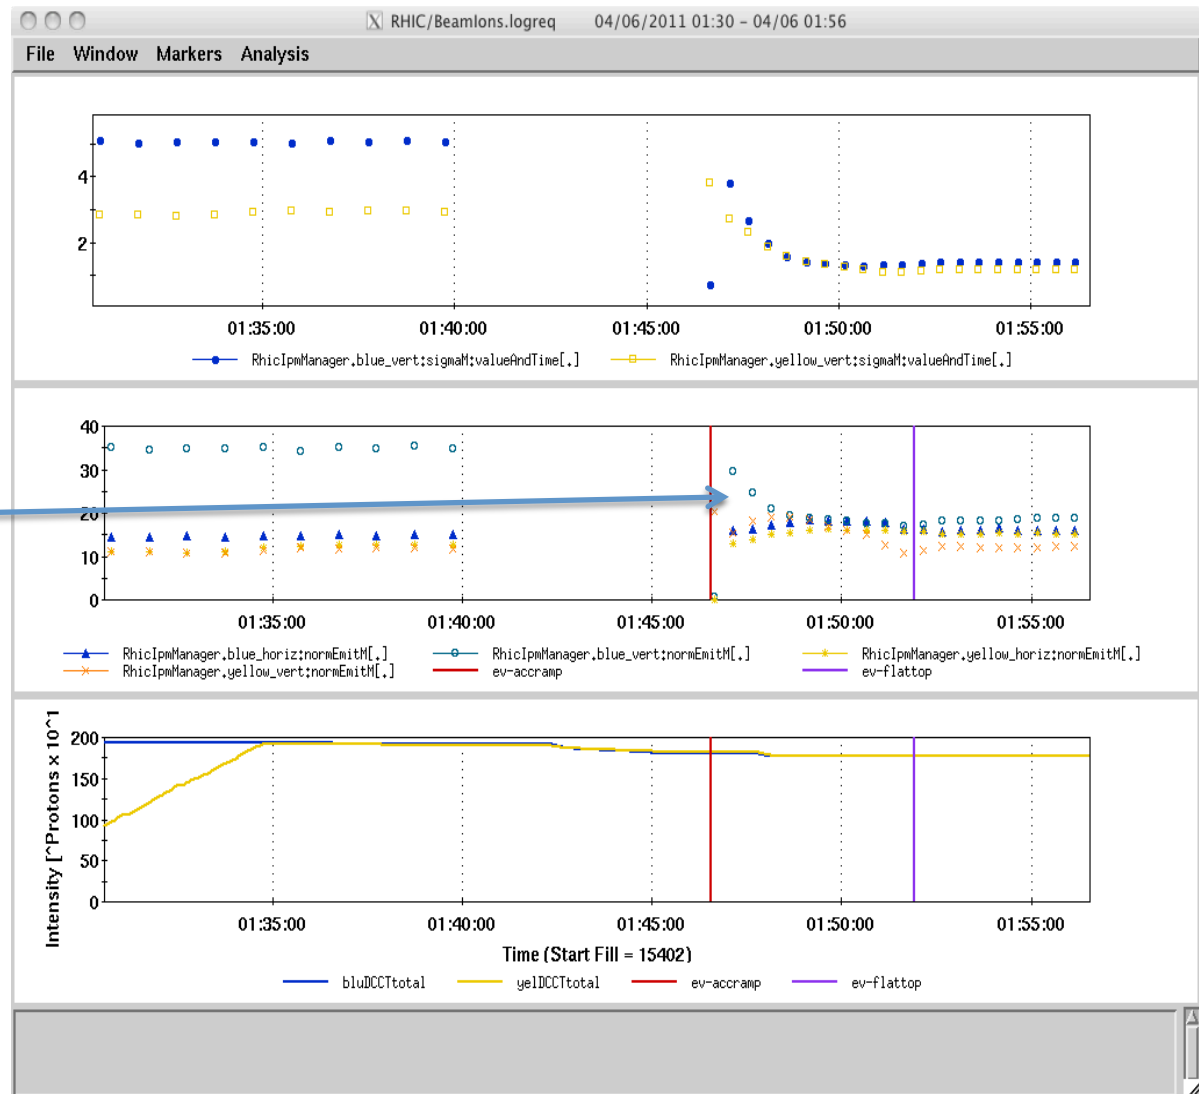 RHIC/BeamIons.logreq 04/06/2011 01:30 - 04/06 01:56
File Window Markers Analysis
4
2
01:35:00 01:40:00 01:45:00 01:50:00 01:55:00
RhicIpmManager.blue_vert:sigmaM:valueAndTime[.] RhicIpmManager.yellow_vert:sigmaM:valueAndTime[.]
40
30
20
10
0
01:35:00 01:40:00 01:45:00 01:50:00 01:55:00
RhicIpmManager.blue_horiz:normEmitM[.] RhicIpmManager.blue_vert:normEmitM[.] RhicIpmManager.yellow_horiz:normEmitM[.]
RhicIpmManager.yellow_vert:normEmitM[.] ev-accramp ev-flattop
Intensity [^Protons x 10^1
200
150
100
50
0
01:35:00 01:40:00 01:45:00 01:50:00 01:55:00
Time (Start Fill = 15402)
bluDCCTtotal yelDCCTtotal ev-accramp ev-flattop